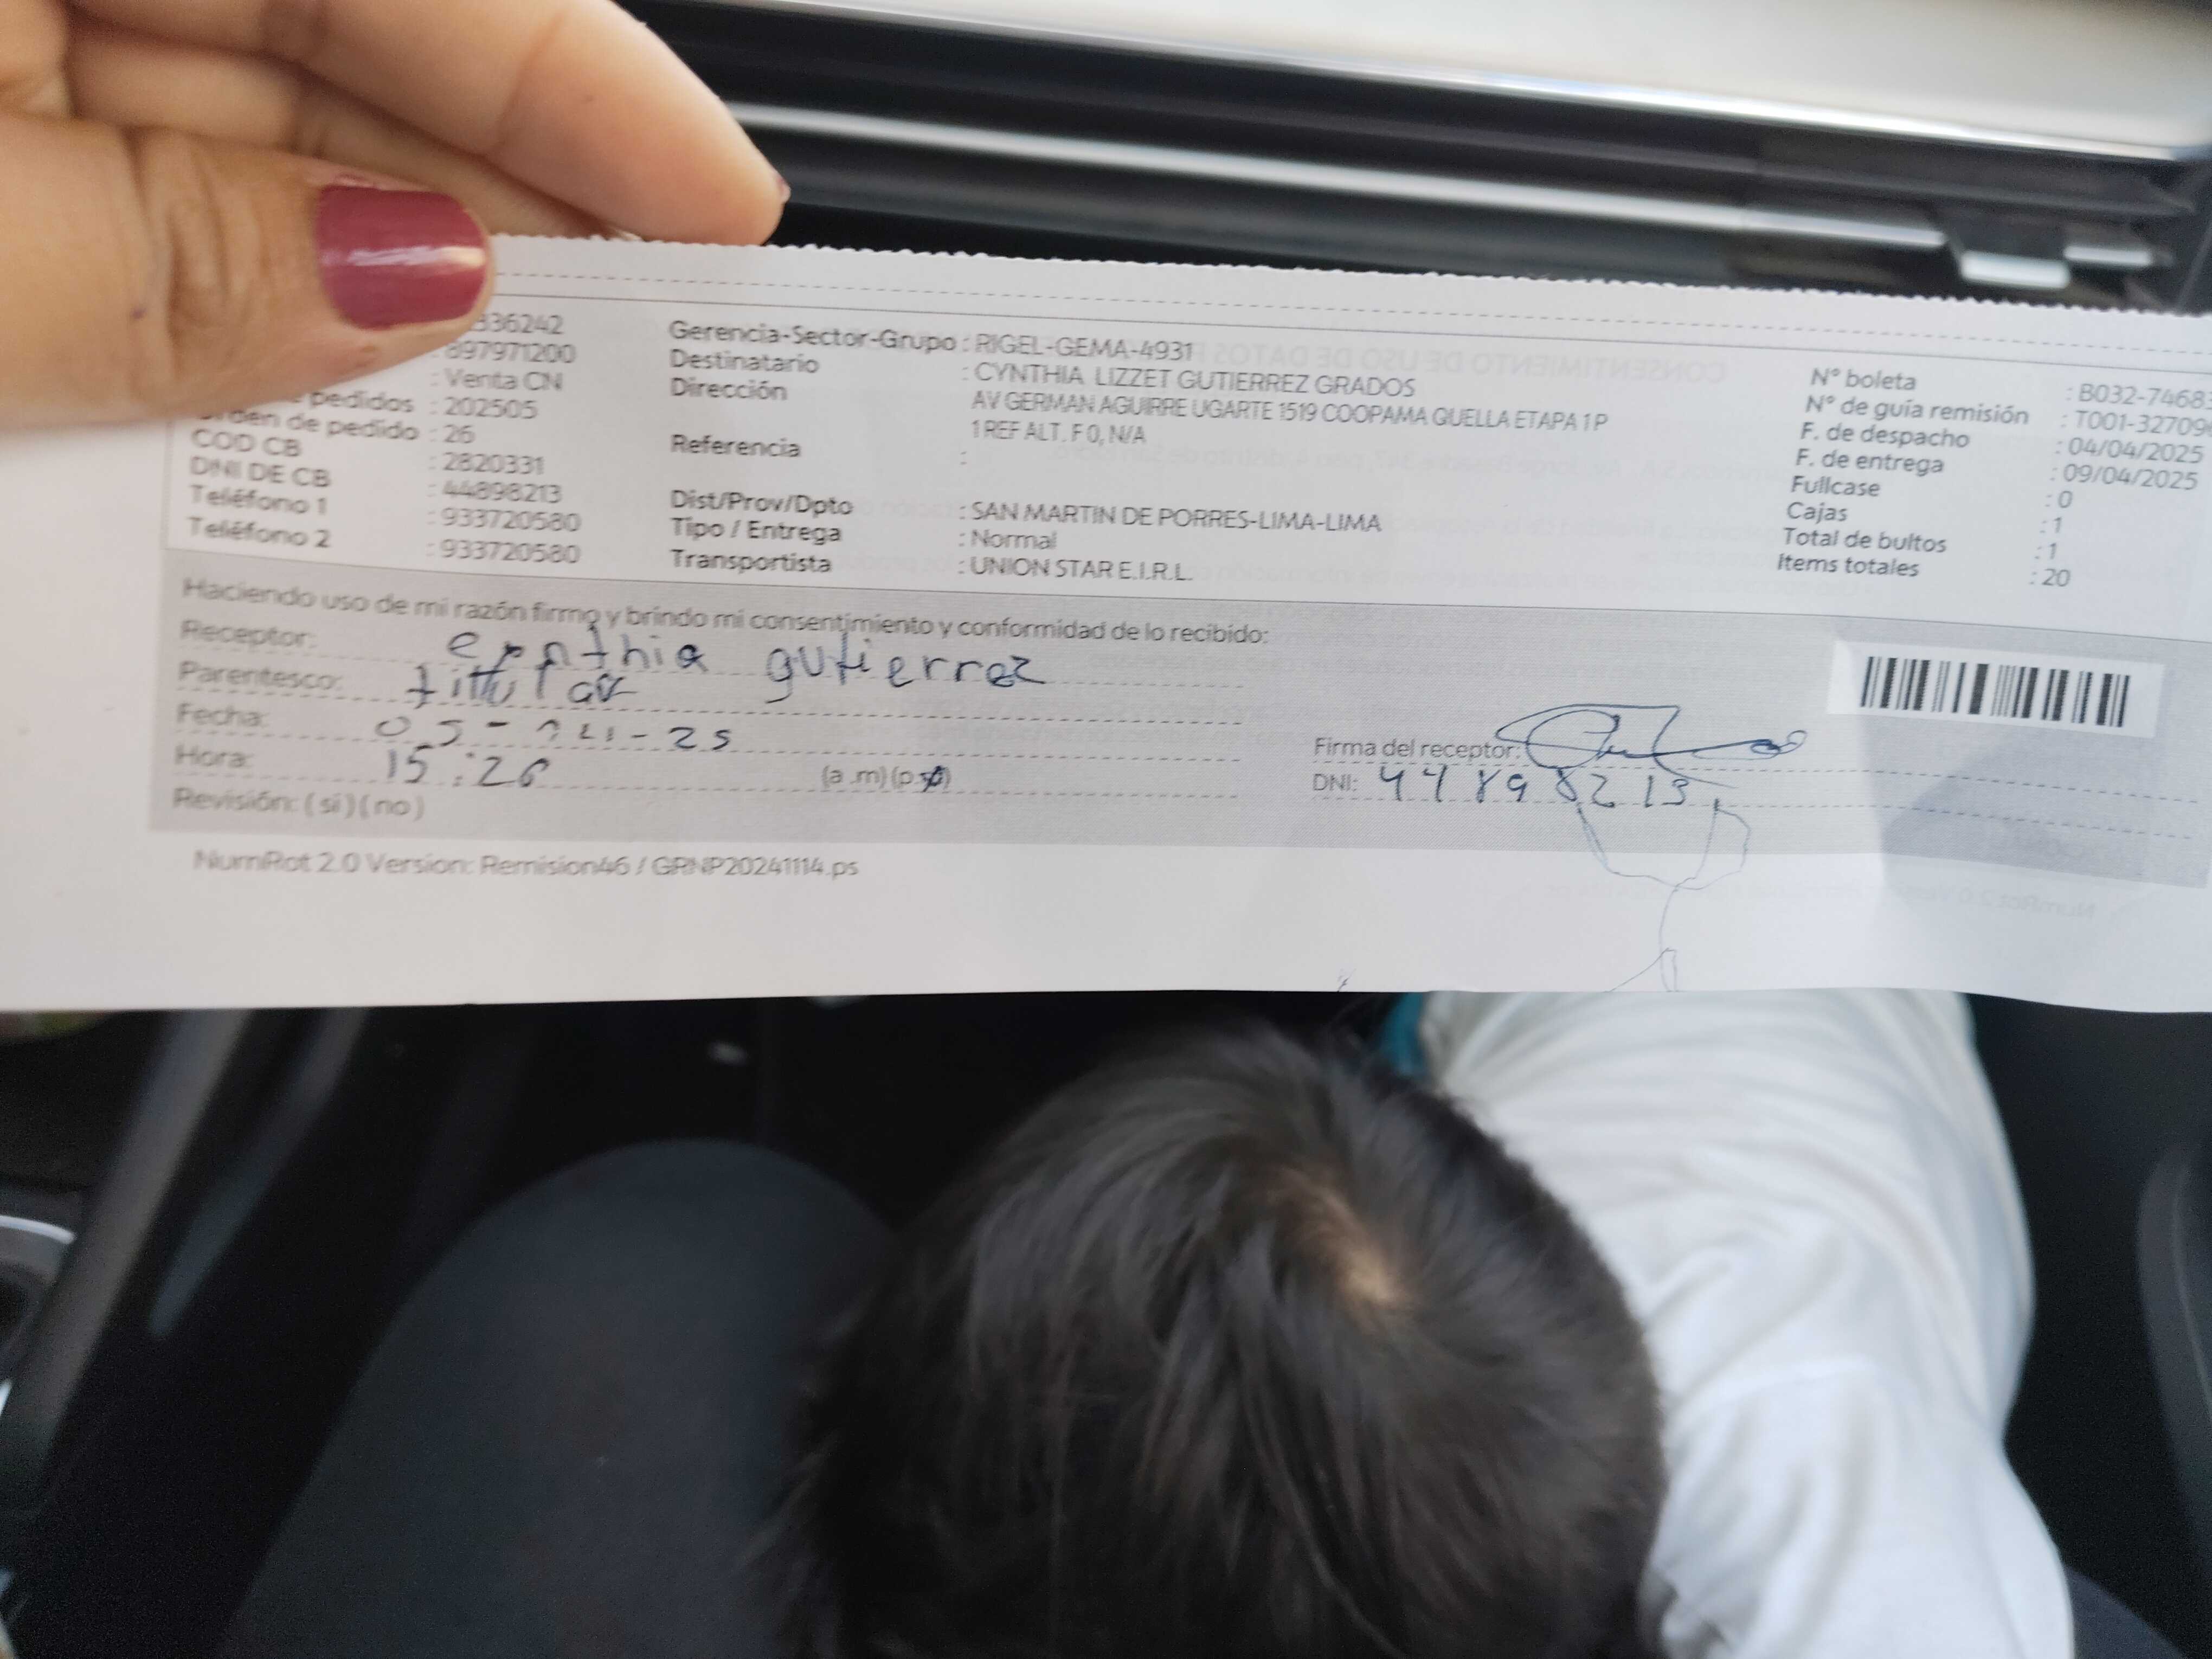 336242
897971200
: Venta CN
pedidos : 202505
Orden de pedido : 26
COD CB : 2820331
DNI DE CB : 44898213
Teléfono 1 : 933720580
Teléfono 2 : 933720580
Gerencia-Sector-Grupo : RIGEL-GEMA-4931
Destinatario : CYNTHIA LIZZET GUTIERREZ GRADOS
Dirección AV GERMAN AGUIRRE UGARTE 1519 COOPAMA QUELLA ETAPA 1 P
1 REF ALT. F 0, N/A
Referencia :
Dist/Prov/Dpto : SAN MARTIN DE PORRES-LIMA-LIMA
Tipo / Entrega : Normal
Transportista : UNION STAR E.I.R.L.
N° boleta : B032-74683
N° de guía remisión : T001-32709
F. de despacho : 04/04/2025
F. de entrega : 09/04/2025
Fullcase : 0
Cajas : 1
Total de bultos : 1
Items totales : 20
Haciendo uso de mi razón firmo y brindo mi consentimiento y conformidad de lo recibido:
Receptor: gutierrez
Parentesco: tittular
Fecha:
Hora: 15:26 (a .m) (p.m)
Revisión: ( si ) ( no )
Firma del receptor:
DNI: 44898213
NumRot 2.0 Version: Remision46 / GRNP20241114.ps